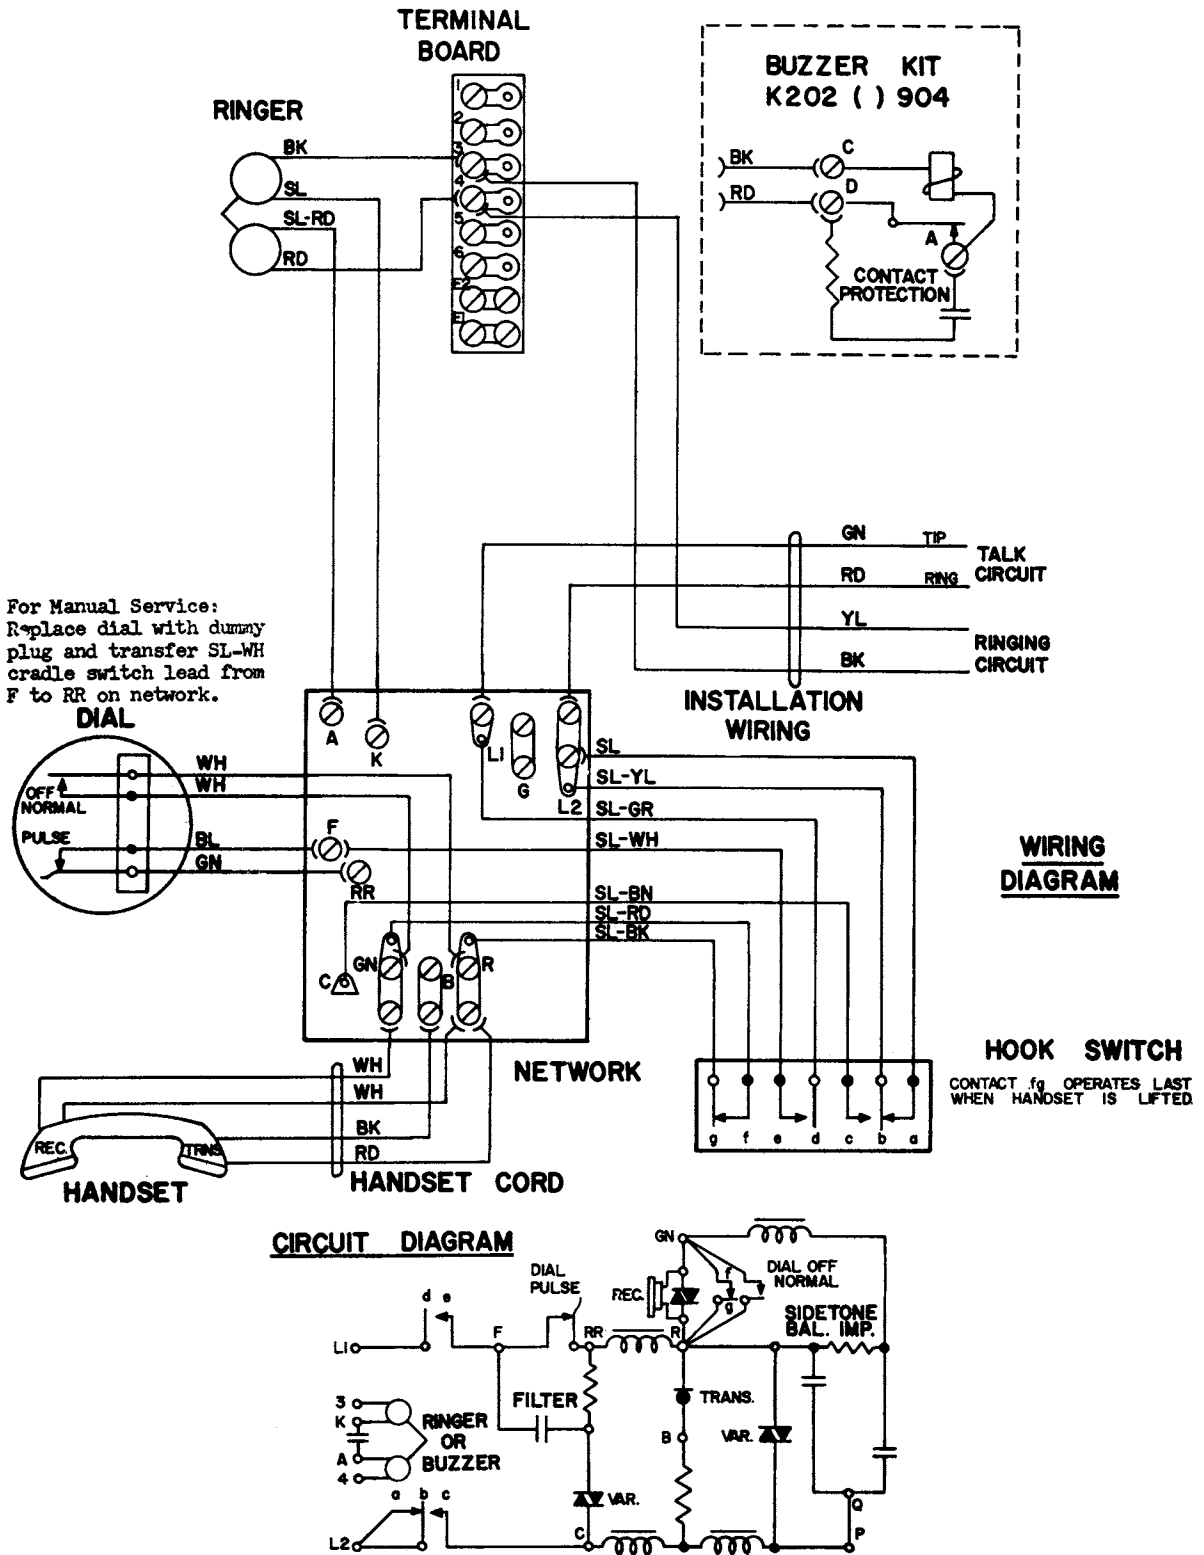 TERMINAL
BOARD
RINGER
BK
SL
SL-RD
RD
1
2
3
4
5
6
E2
E1
BUZZER KIT
K202 ( ) 904
BK
C
RD
D
A
CONTACT
PROTECTION
GN
TIP
TALK
CIRCUIT
RD
RING
YL
RINGING
CIRCUIT
BK
INSTALLATION
WIRING
For Manual Service:
Replace dial with dummy
plug and transfer SL-WH
cradle switch lead from
F to RR on network.
DIAL
OFF
NORMAL
PULSE
WH
WH
BL
GN
A
K
L1
G
L2
F
RR
C
GN
B
R
SL
SL-YL
SL-GR
SL-WH
SL-BN
SL-RD
SL-BK
WIRING
DIAGRAM
NETWORK
HOOK SWITCH
CONTACT fg OPERATES LAST
WHEN HANDSET IS LIFTED.
g f e d c b a
WH
WH
BK
RD
REC.
TRNS.
HANDSET
HANDSET CORD
CIRCUIT DIAGRAM
GN
DIAL OFF
NORMAL
f
g
REC.
DIAL
PULSE
d e
SIDETONE
BAL. IMP.
L1
F
RR
R
3
K
A
4
RINGER
OR
BUZZER
FILTER
TRANS.
B
VAR.
a b c
VAR.
Q
P
L2
C